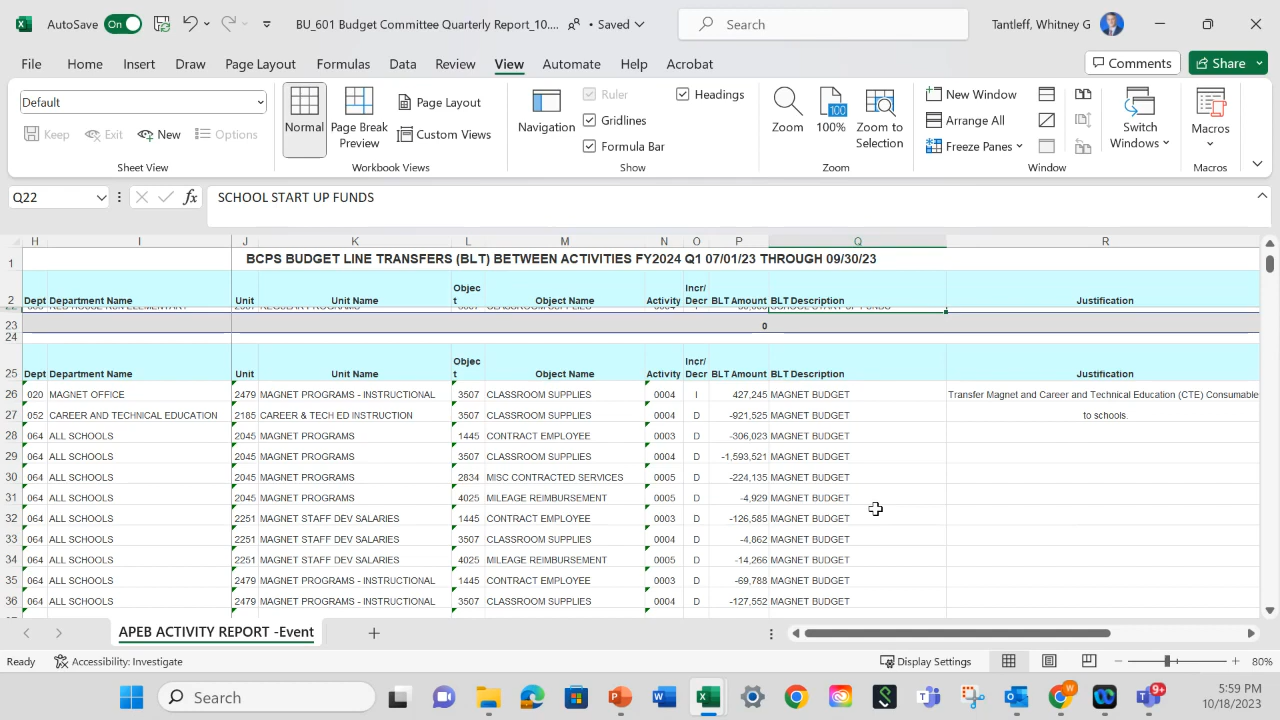 AutoSave On BU_601 Budget Committee Quarterly Report_10.... • Saved Search Tantleff, Whitney G
File Home Insert Draw Page Layout Formulas Data Review View Automate Help Acrobat Comments Share
Default
Keep Exit New Options
Sheet View
Normal Page Break Preview Page Layout Custom Views
Workbook Views
Navigation Ruler Gridlines Formula Bar Headings
Show
Zoom 100% Zoom to Selection
Zoom
New Window Arrange All Freeze Panes Switch Windows
Window
Macros
Macros
Q22 fx SCHOOL START UP FUNDS
H I J K L M N O P Q R
1 BCPS BUDGET LINE TRANSFERS (BLT) BETWEEN ACTIVITIES FY2024 Q1 07/01/23 THROUGH 09/30/23
2 Dept Department Name Unit Unit Name Objec t Object Name Activity Incr/ Decr BLT Amount BLT Description Justification
23 0
24
25 Dept Department Name Unit Unit Name Objec t Object Name Activity Incr/ Decr BLT Amount BLT Description Justification
26 020 MAGNET OFFICE 2479 MAGNET PROGRAMS - INSTRUCTIONAL 3507 CLASSROOM SUPPLIES 0004 I 427,245 MAGNET BUDGET Transfer Magnet and Career and Technical Education (CTE) Consumable
27 052 CAREER AND TECHNICAL EDUCATION 2185 CAREER & TECH ED INSTRUCTION 3507 CLASSROOM SUPPLIES 0004 D -921,525 MAGNET BUDGET to schools.
28 064 ALL SCHOOLS 2045 MAGNET PROGRAMS 1445 CONTRACT EMPLOYEE 0003 D -306,023 MAGNET BUDGET
29 064 ALL SCHOOLS 2045 MAGNET PROGRAMS 3507 CLASSROOM SUPPLIES 0004 D -1,593,521 MAGNET BUDGET
30 064 ALL SCHOOLS 2045 MAGNET PROGRAMS 2834 MISC CONTRACTED SERVICES 0005 D -224,135 MAGNET BUDGET
31 064 ALL SCHOOLS 2045 MAGNET PROGRAMS 4025 MILEAGE REIMBURSEMENT 0005 D -4,929 MAGNET BUDGET
32 064 ALL SCHOOLS 2251 MAGNET STAFF DEV SALARIES 1445 CONTRACT EMPLOYEE 0003 D -126,585 MAGNET BUDGET
33 064 ALL SCHOOLS 2251 MAGNET STAFF DEV SALARIES 3507 CLASSROOM SUPPLIES 0004 D -4,862 MAGNET BUDGET
34 064 ALL SCHOOLS 2251 MAGNET STAFF DEV SALARIES 4025 MILEAGE REIMBURSEMENT 0005 D -14,266 MAGNET BUDGET
35 064 ALL SCHOOLS 2479 MAGNET PROGRAMS - INSTRUCTIONAL 1445 CONTRACT EMPLOYEE 0003 D -69,788 MAGNET BUDGET
36 064 ALL SCHOOLS 2479 MAGNET PROGRAMS - INSTRUCTIONAL 3507 CLASSROOM SUPPLIES 0004 D -127,552 MAGNET BUDGET
APEB ACTIVITY REPORT -Event
Ready Accessibility: Investigate Display Settings 80%
Search 9+ 5:59 PM
10/18/2023